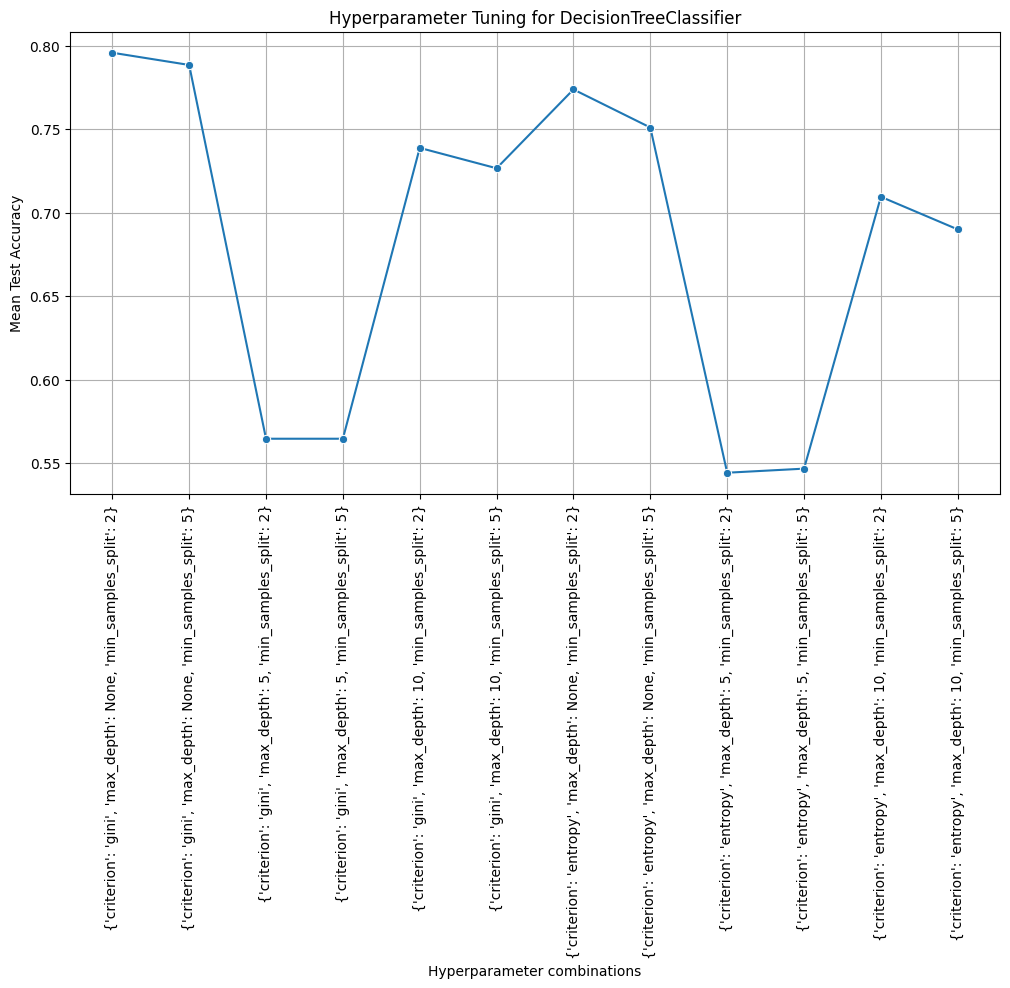 Hyperparameter Tuning for DecisionTreeClassifier
0.80
0.75
0.70
0.65
0.60
0.55
Mean Test Accuracy
{'criterion': 'gini', 'max_depth': None, 'min_samples_split': 2}
{'criterion': 'gini', 'max_depth': None, 'min_samples_split': 5}
{'criterion': 'gini', 'max_depth': 5, 'min_samples_split': 2}
{'criterion': 'gini', 'max_depth': 5, 'min_samples_split': 5}
{'criterion': 'gini', 'max_depth': 10, 'min_samples_split': 2}
{'criterion': 'gini', 'max_depth': 10, 'min_samples_split': 5}
{'criterion': 'entropy', 'max_depth': None, 'min_samples_split': 2}
{'criterion': 'entropy', 'max_depth': None, 'min_samples_split': 5}
{'criterion': 'entropy', 'max_depth': 5, 'min_samples_split': 2}
{'criterion': 'entropy', 'max_depth': 5, 'min_samples_split': 5}
{'criterion': 'entropy', 'max_depth': 10, 'min_samples_split': 2}
{'criterion': 'entropy', 'max_depth': 10, 'min_samples_split': 5}
Hyperparameter combinations